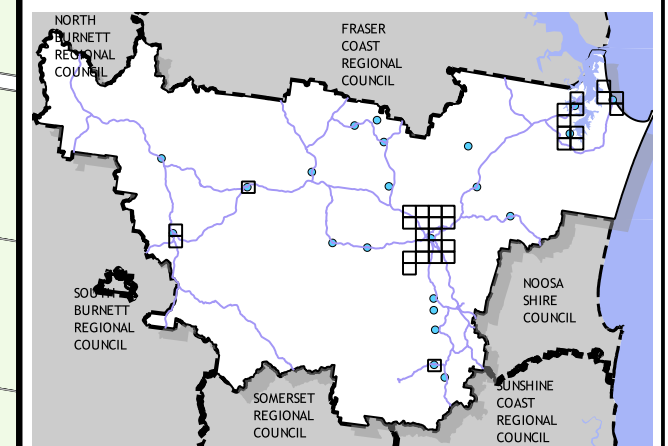 NORTH
BURNETT
REGIONAL
COUNCIL
FRASER
COAST
REGIONAL
COUNCIL
SOUTH
BURNETT
REGIONAL
COUNCIL
NOOSA
SHIRE
COUNCIL
SOMERSET
REGIONAL
COUNCIL
SUNSHINE
COAST
REGIONAL
COUNCIL